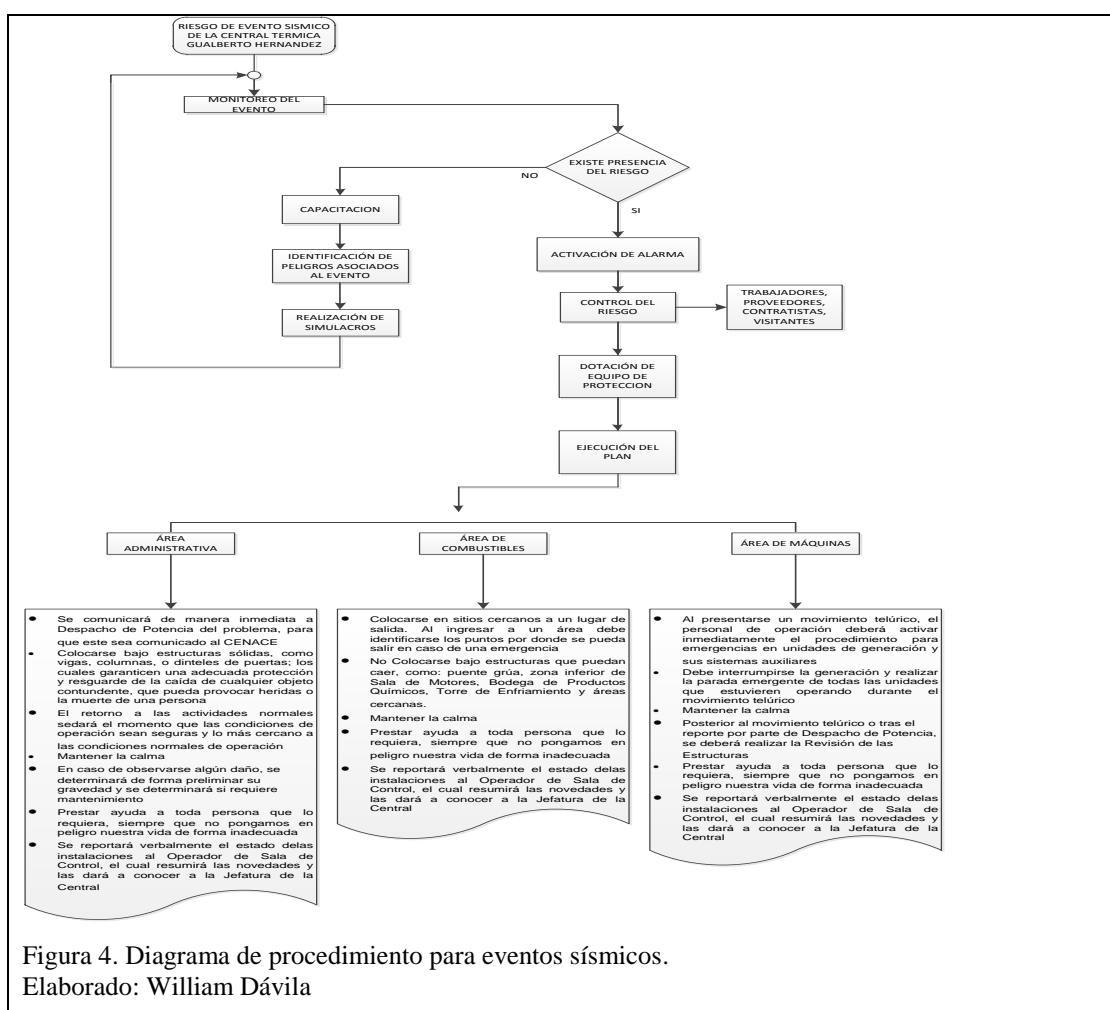 RIESGO DE EVENTO SISMICO
DE LA CENTRAL TERMICA
GUALBERTO HERNANDEZ
MONITOREO DEL
EVENTO
EXISTE PRESENCIA
DEL RIESGO
NO
SI
CAPACITACION
IDENTIFICACIÓN DE
PELIGROS ASOCIADOS
AL EVENTO
REALIZACIÓN DE
SIMULACROS
ACTIVACIÓN DE ALARMA
CONTROL DEL
RIESGO
TRABAJADORES,
PROVEEDORES,
CONTRATISTAS,
VISITANTES
DOTACIÓN DE
EQUIPO DE
PROTECCION
EJECUCIÓN DEL
PLAN
ÁREA
ADMINISTRATIVA
ÁREA DE
COMBUSTIBLES
ÁREA DE MÁQUINAS
• Se comunicará de manera inmediata a
Despacho de Potencia del problema, para
que este sea comunicado al CENACE
• Colocarse bajo estructuras sólidas, como
vigas, columnas, o dinteles de puertas; los
cuales garanticen una adecuada protección
y resguarde de la caída de cualquier objeto
contundente, que pueda provocar heridas o
la muerte de una persona
• El retorno a las actividades normales
sedará el momento que las condiciones de
operación sean seguras y lo más cercano a
las condiciones normales de operación
• Mantener la calma
• En caso de observarse algún daño, se
determinará de forma preliminar su
gravedad y se determinará si requiere
mantenimiento
• Prestar ayuda a toda persona que lo
requiera, siempre que no pongamos en
peligro nuestra vida de forma inadecuada
• Se reportará verbalmente el estado delas
instalaciones al Operador de Sala de
Control, el cual resumirá las novedades y
las dará a conocer a la Jefatura de la
Central
• Colocarse en sitios cercanos a un lugar de
salida. Al ingresar a un área debe
identificarse los puntos por donde se pueda
salir en caso de una emergencia
• No Colocarse bajo estructuras que puedan
caer, como: puente grúa, zona inferior de
Sala de Motores, Bodega de Productos
Químicos, Torre de Enfriamiento y áreas
cercanas.
• Mantener la calma
• Prestar ayuda a toda persona que lo
requiera, siempre que no pongamos en
peligro nuestra vida de forma inadecuada
• Se reportará verbalmente el estado delas
instalaciones al Operador de Sala de
Control, el cual resumirá las novedades y
las dará a conocer a la Jefatura de la
Central
• Al presentarse un movimiento telúrico, el
personal de operación deberá activar
inmediatamente el procedimiento para
emergencias en unidades de generación y
sus sistemas auxiliares
• Debe interrumpirse la generación y realizar
la parada emergente de todas las unidades
que estuvieren operando durante el
movimiento telúrico
• Mantener la calma
• Posterior al movimiento telúrico o tras el
reporte por parte de Despacho de Potencia,
se deberá realizar la Revisión de las
Estructuras
• Prestar ayuda a toda persona que lo
requiera, siempre que no pongamos en
peligro nuestra vida de forma inadecuada
• Se reportará verbalmente el estado delas
instalaciones al Operador de Sala de
Control, el cual resumirá las novedades y
las dará a conocer a la Jefatura de la
Central
Figura 4. Diagrama de procedimiento para eventos sísmicos.
Elaborado: William Dávila